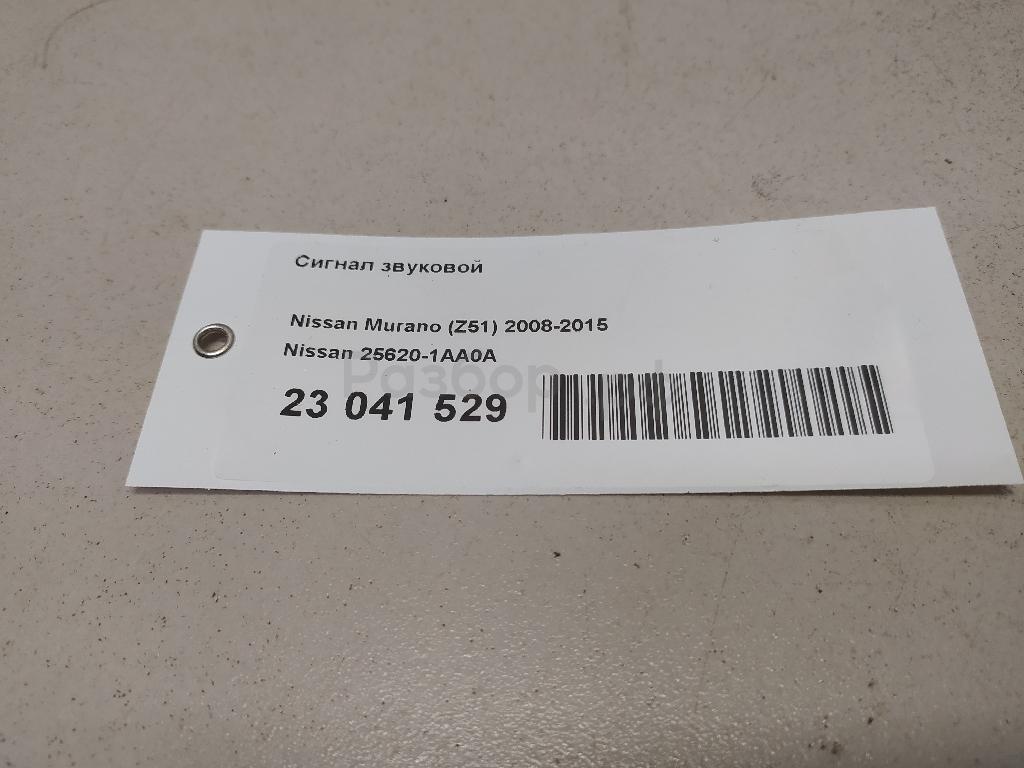 Сигнал звуковой
Nissan Murano (Z51) 2008-2015
Nissan 25620-1AA0A
23 041 529